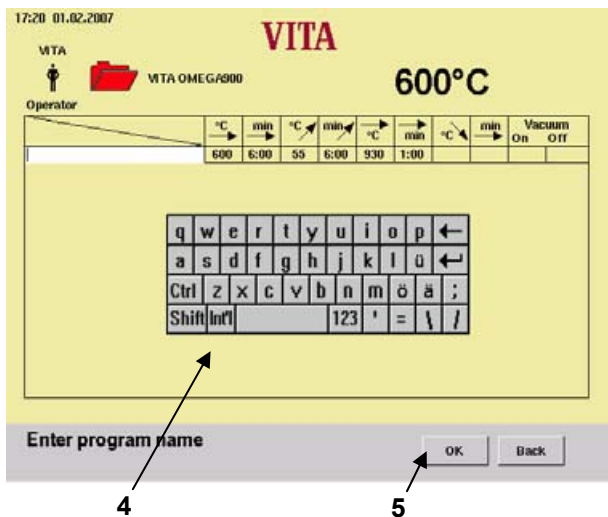 17:20 01.02.2007
VITA
VITA
VITA OMEGA900
600°C
Operator
°C min °C min °C min °C min Vacuum
On Off
600 6:00 55 6:00 930 1:00
q w e r t y u i o p ←
a s d f g h j k l ü ↵
Ctrl z x c v b n m ö ä ;
Shift Int'l 123 ' = \ /
Enter program name
OK Back
4 5